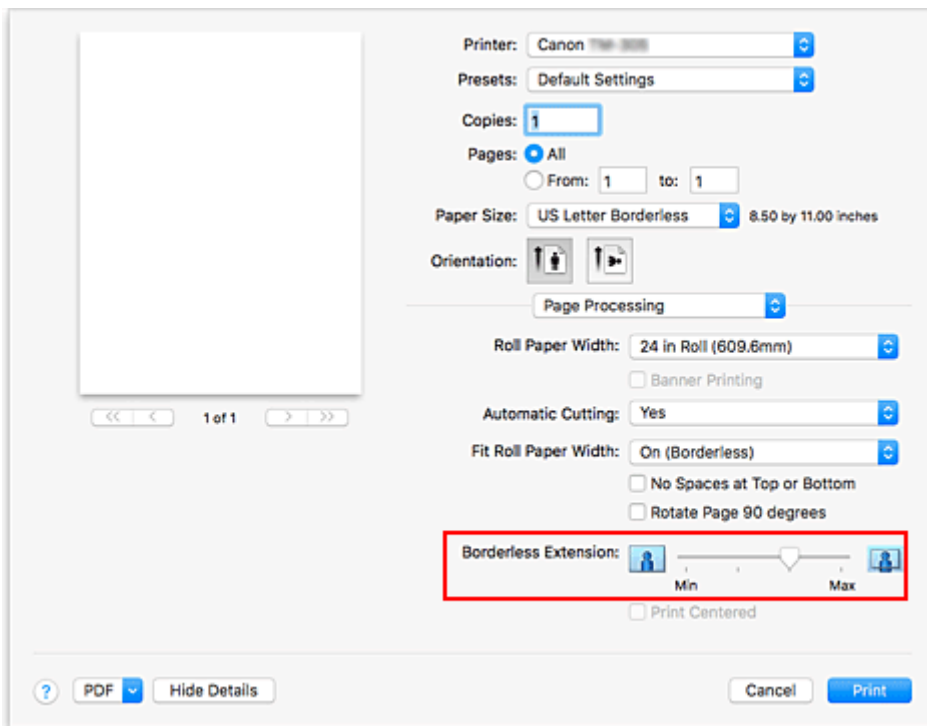 Printer: Canon
Presets: Default Settings
Copies: 1
Pages: All
From: 1 to: 1
Paper Size: US Letter Borderless 8.50 by 11.00 inches
Orientation:
Page Processing
Roll Paper Width: 24 in Roll (609.6mm)
Banner Printing
<< < 1 of 1 > >>
Automatic Cutting: Yes
Fit Roll Paper Width: On (Borderless)
No Spaces at Top or Bottom
Rotate Page 90 degrees
Borderless Extension:
Min Max
Print Centered
? PDF Hide Details Cancel Print